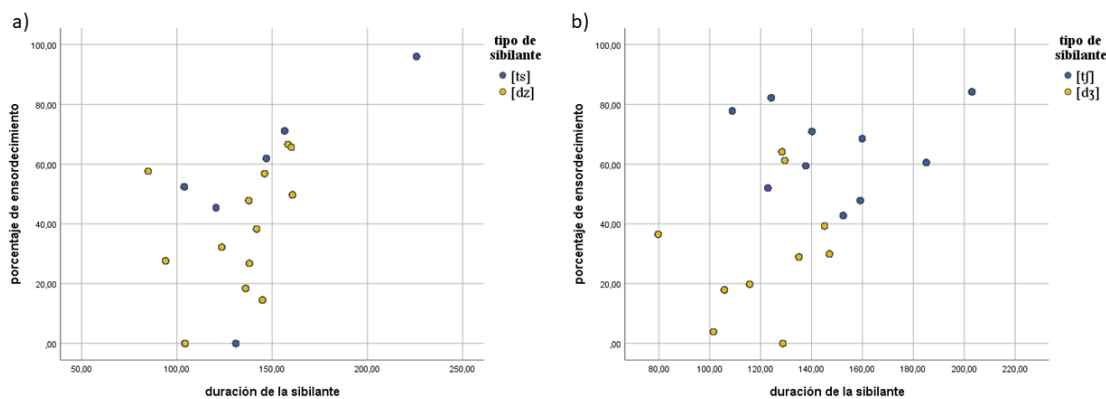 a)
tipo de
sibilante
[ts]
[dz]
porcentaje de ensordecimiento
100,00
80,00
60,00
40,00
20,00
,00
50,00 100,00 150,00 200,00 250,00
duración de la sibilante
b)
tipo de
sibilante
[tʃ]
[dʒ]
porcentaje de ensordecimiento
100,00
80,00
60,00
40,00
20,00
,00
80,00 100,00 120,00 140,00 160,00 180,00 200,00 220,00
duración de la sibilante